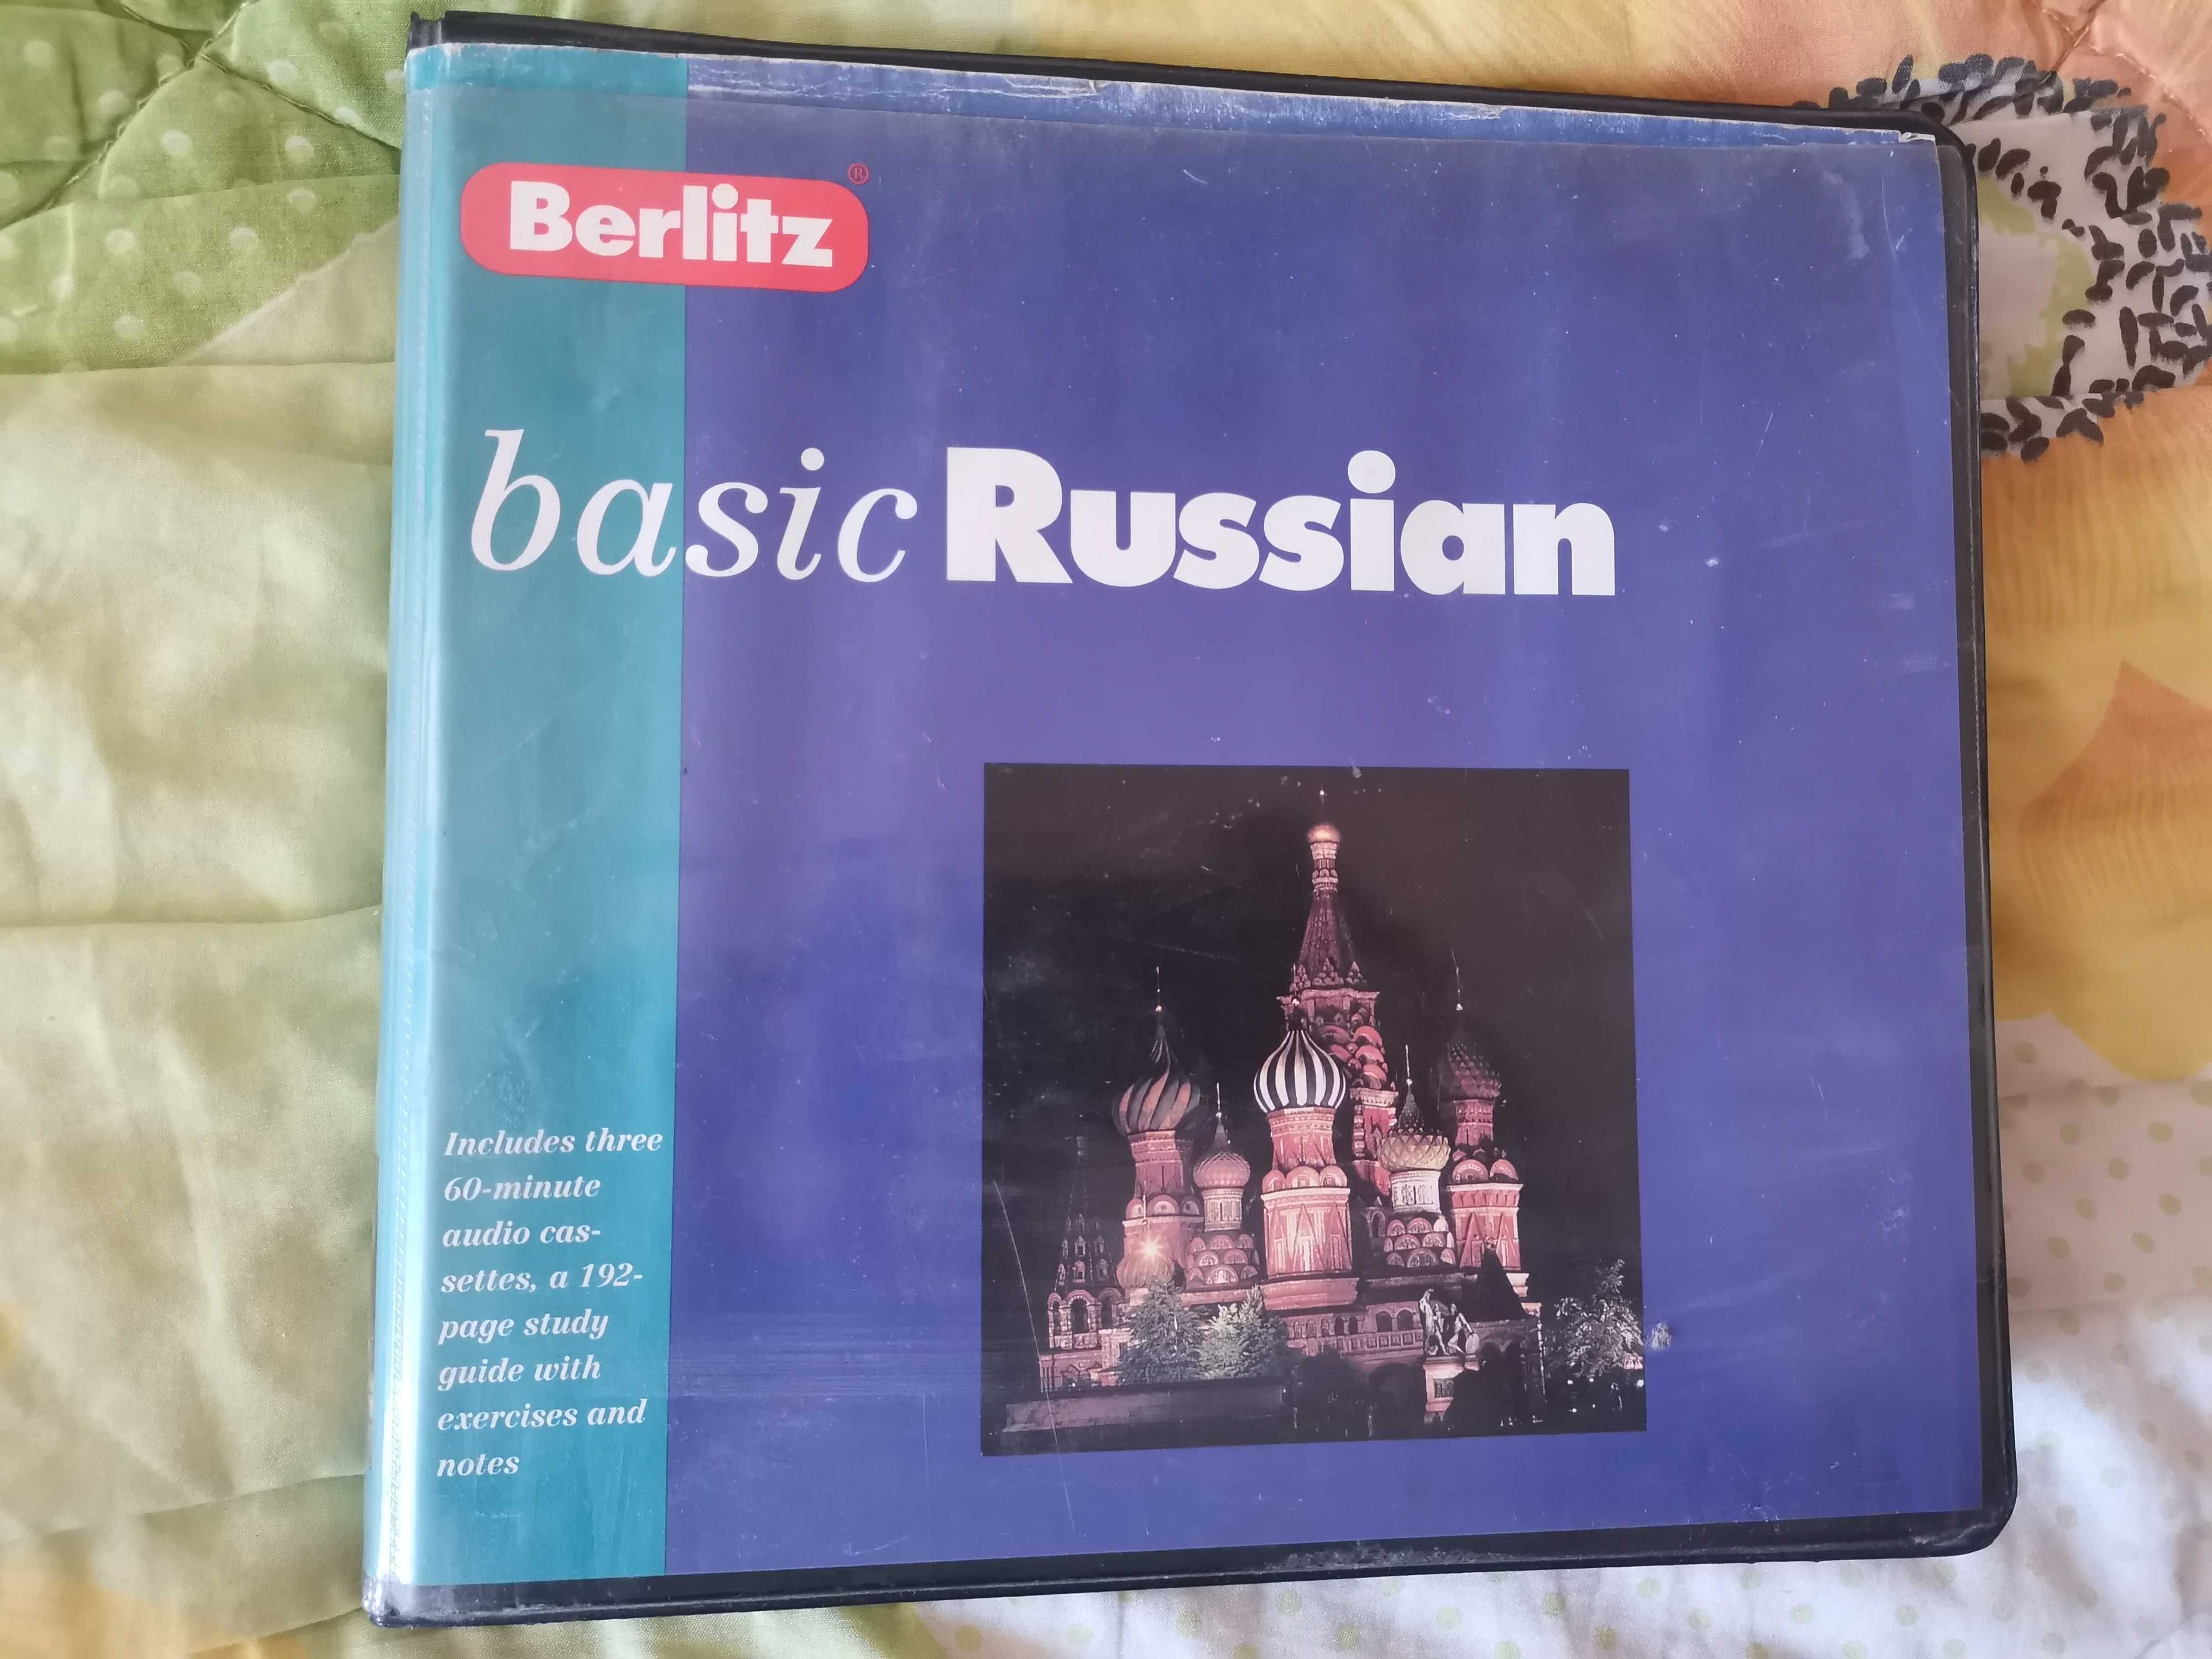 Berlitz®
basic Russian
Includes three
60-minute
audio cas-
settes, a 192-
page study
guide with
exercises and
notes